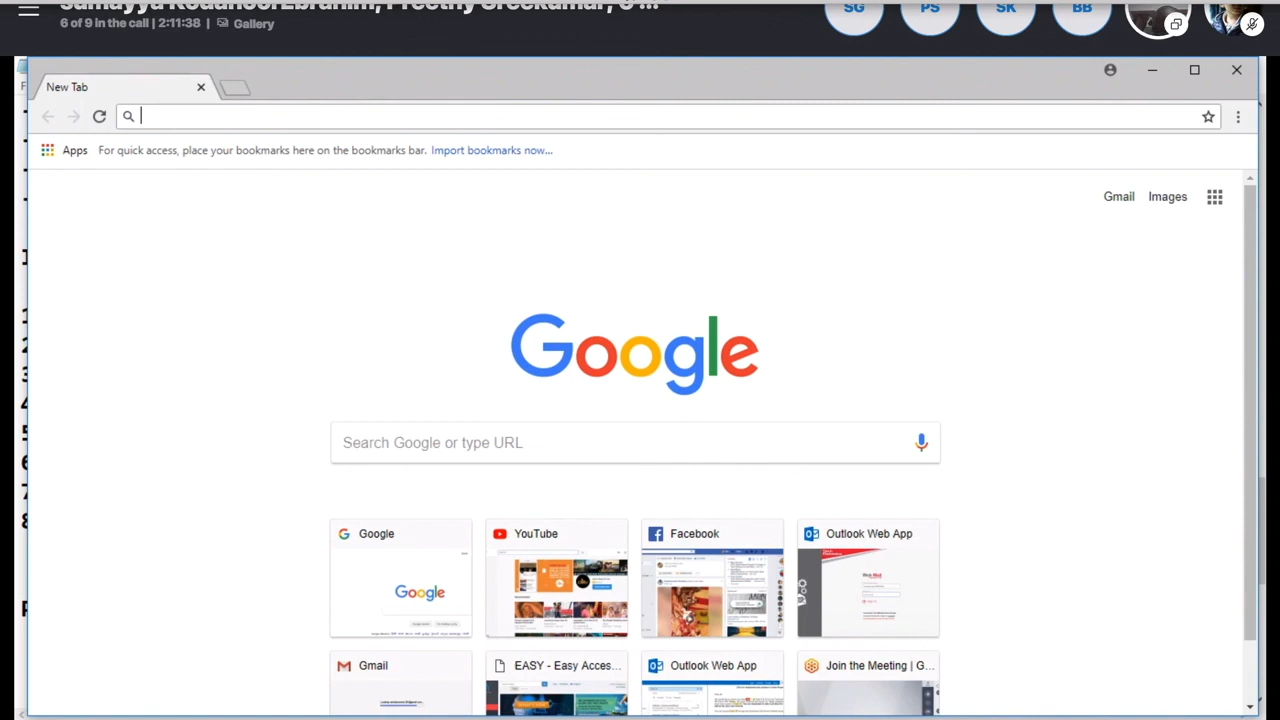 6 of 9 in the call | 2:11:38 | Gallery
SG
PS
SK
BB
New Tab
Apps
For quick access, place your bookmarks here on the bookmarks bar. Import bookmarks now...
Gmail Images
Google
Search Google or type URL
Google
YouTube
Facebook
Outlook Web App
Google
Gmail
EASY - Easy Acces...
Outlook Web App
Join the Meeting | G...